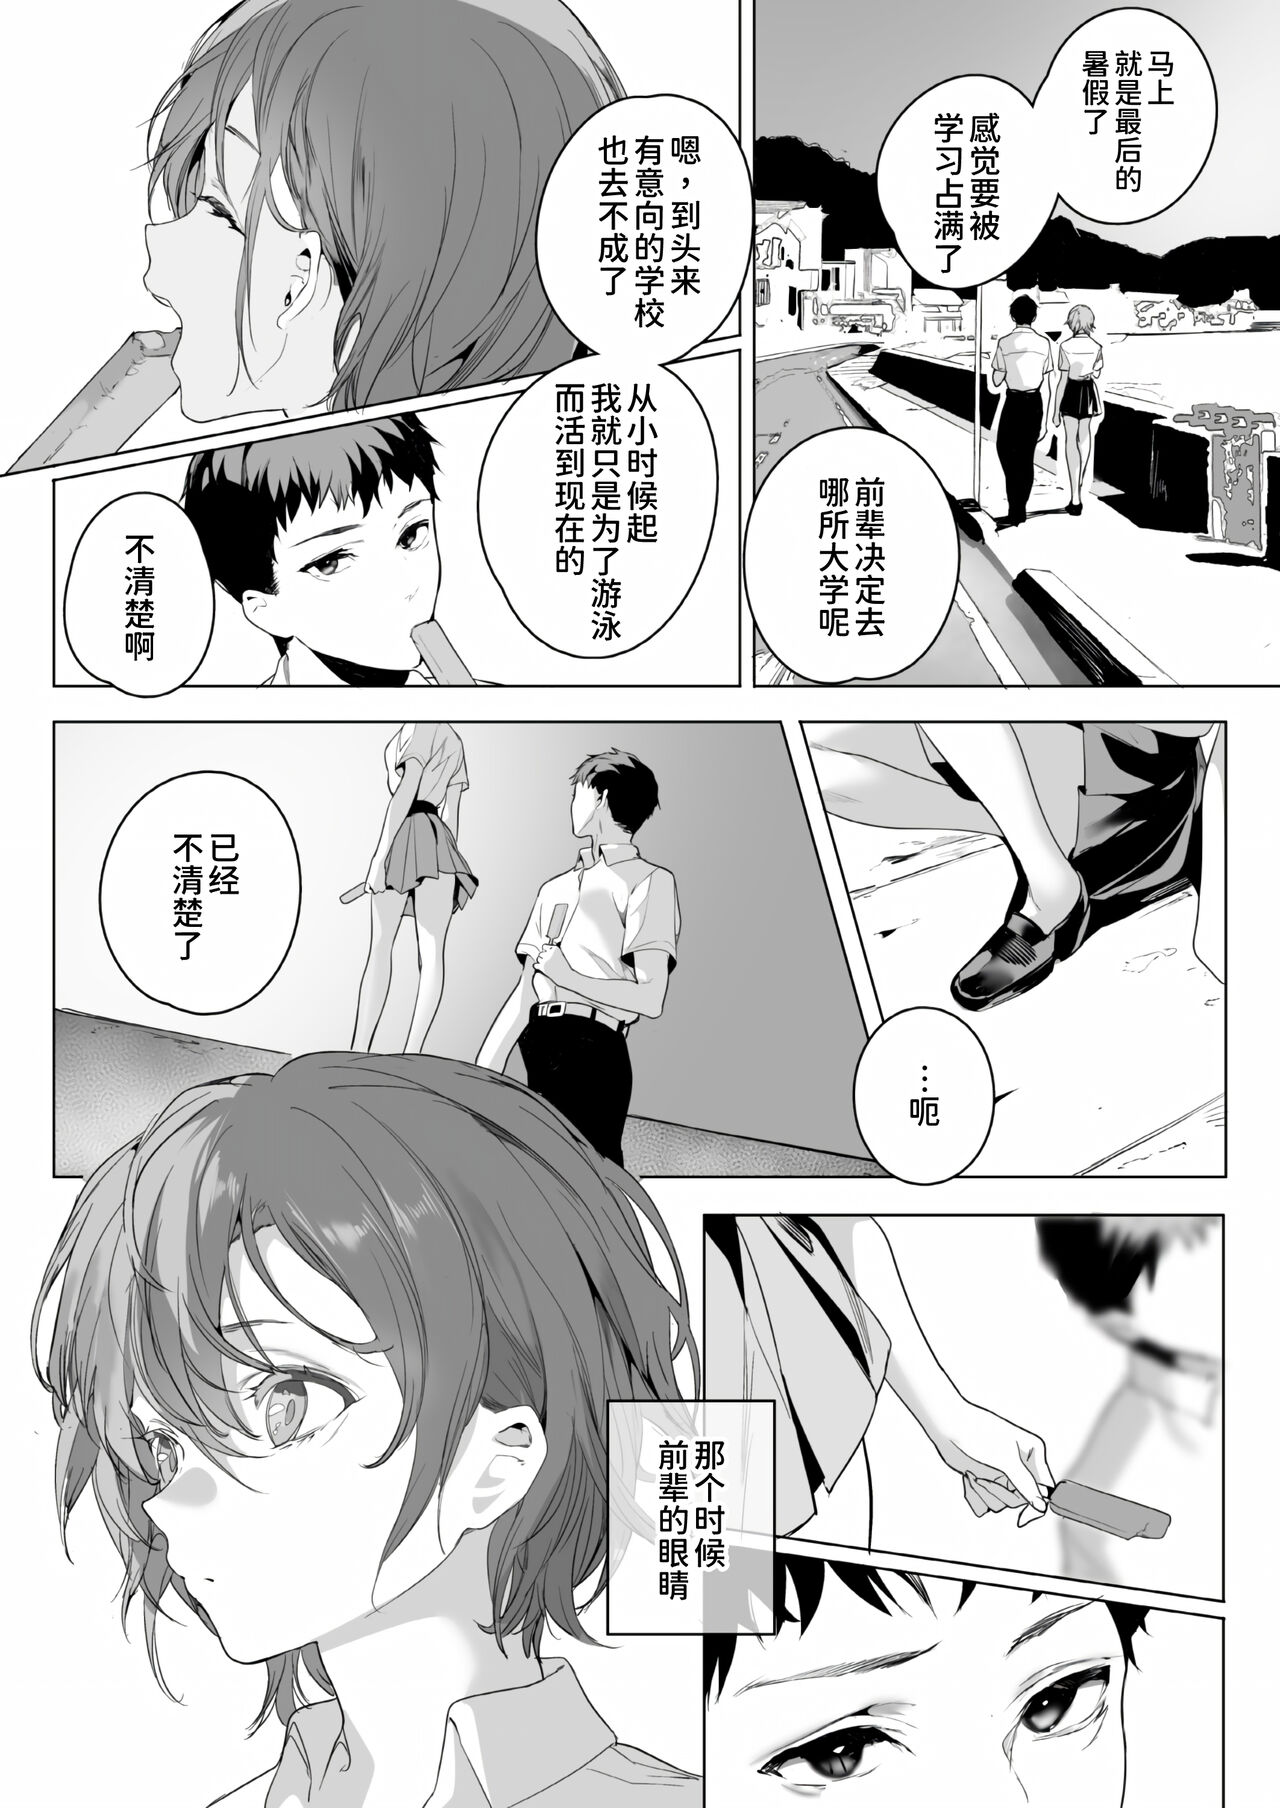 马上
就是最后的
暑假了
感觉要被
学习占满了
前辈决定去
哪所大学呢
嗯，到头来
有意向的学校
也去不成了
从小时候起
我就只是为了游泳
而活到现在的
不清楚啊
…呃
已经
不清楚了
那个时候
前辈的眼睛